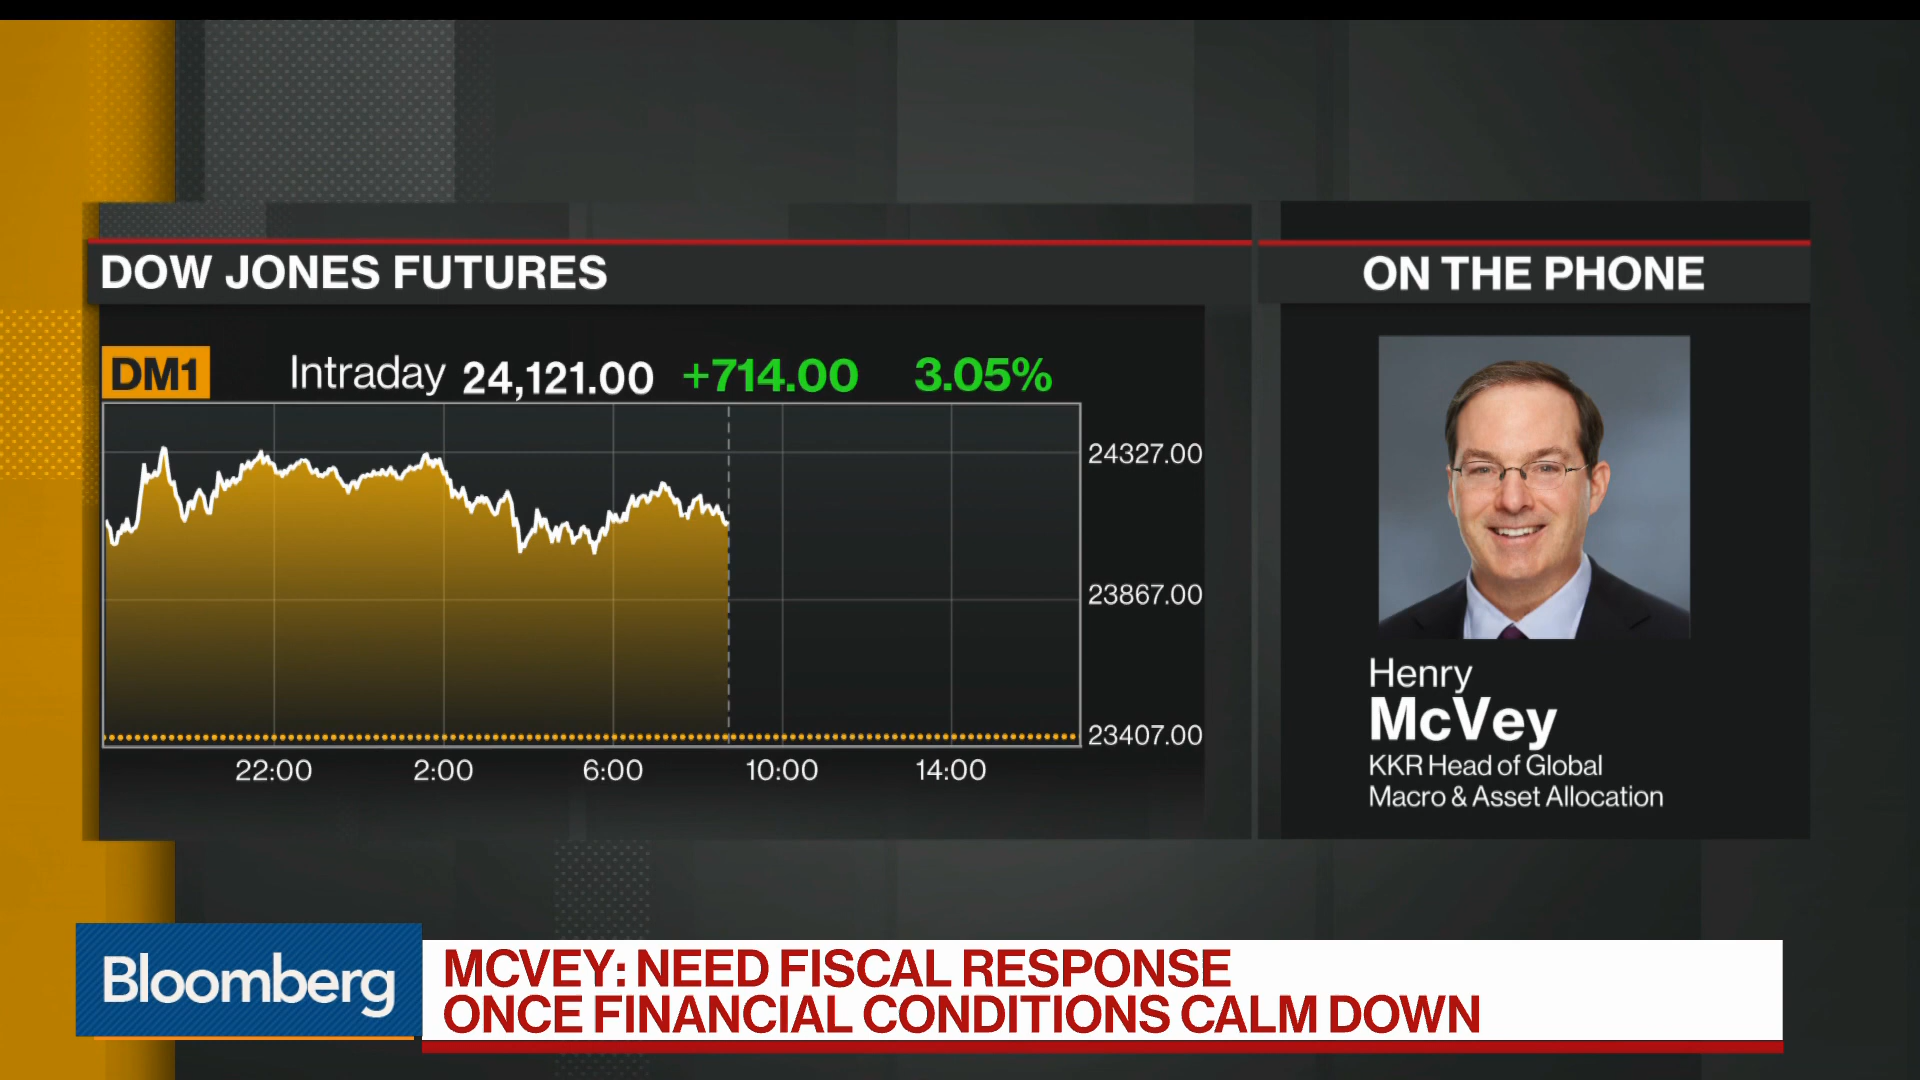 DOW JONES FUTURES
ON THE PHONE
DM1 Intraday 24,121.00 +714.00 3.05%
24327.00
23867.00
23407.00
22:00 2:00 6:00 10:00 14:00
Henry
McVey
KKR Head of Global
Macro & Asset Allocation
Bloomberg
MCVEY: NEED FISCAL RESPONSE
ONCE FINANCIAL CONDITIONS CALM DOWN